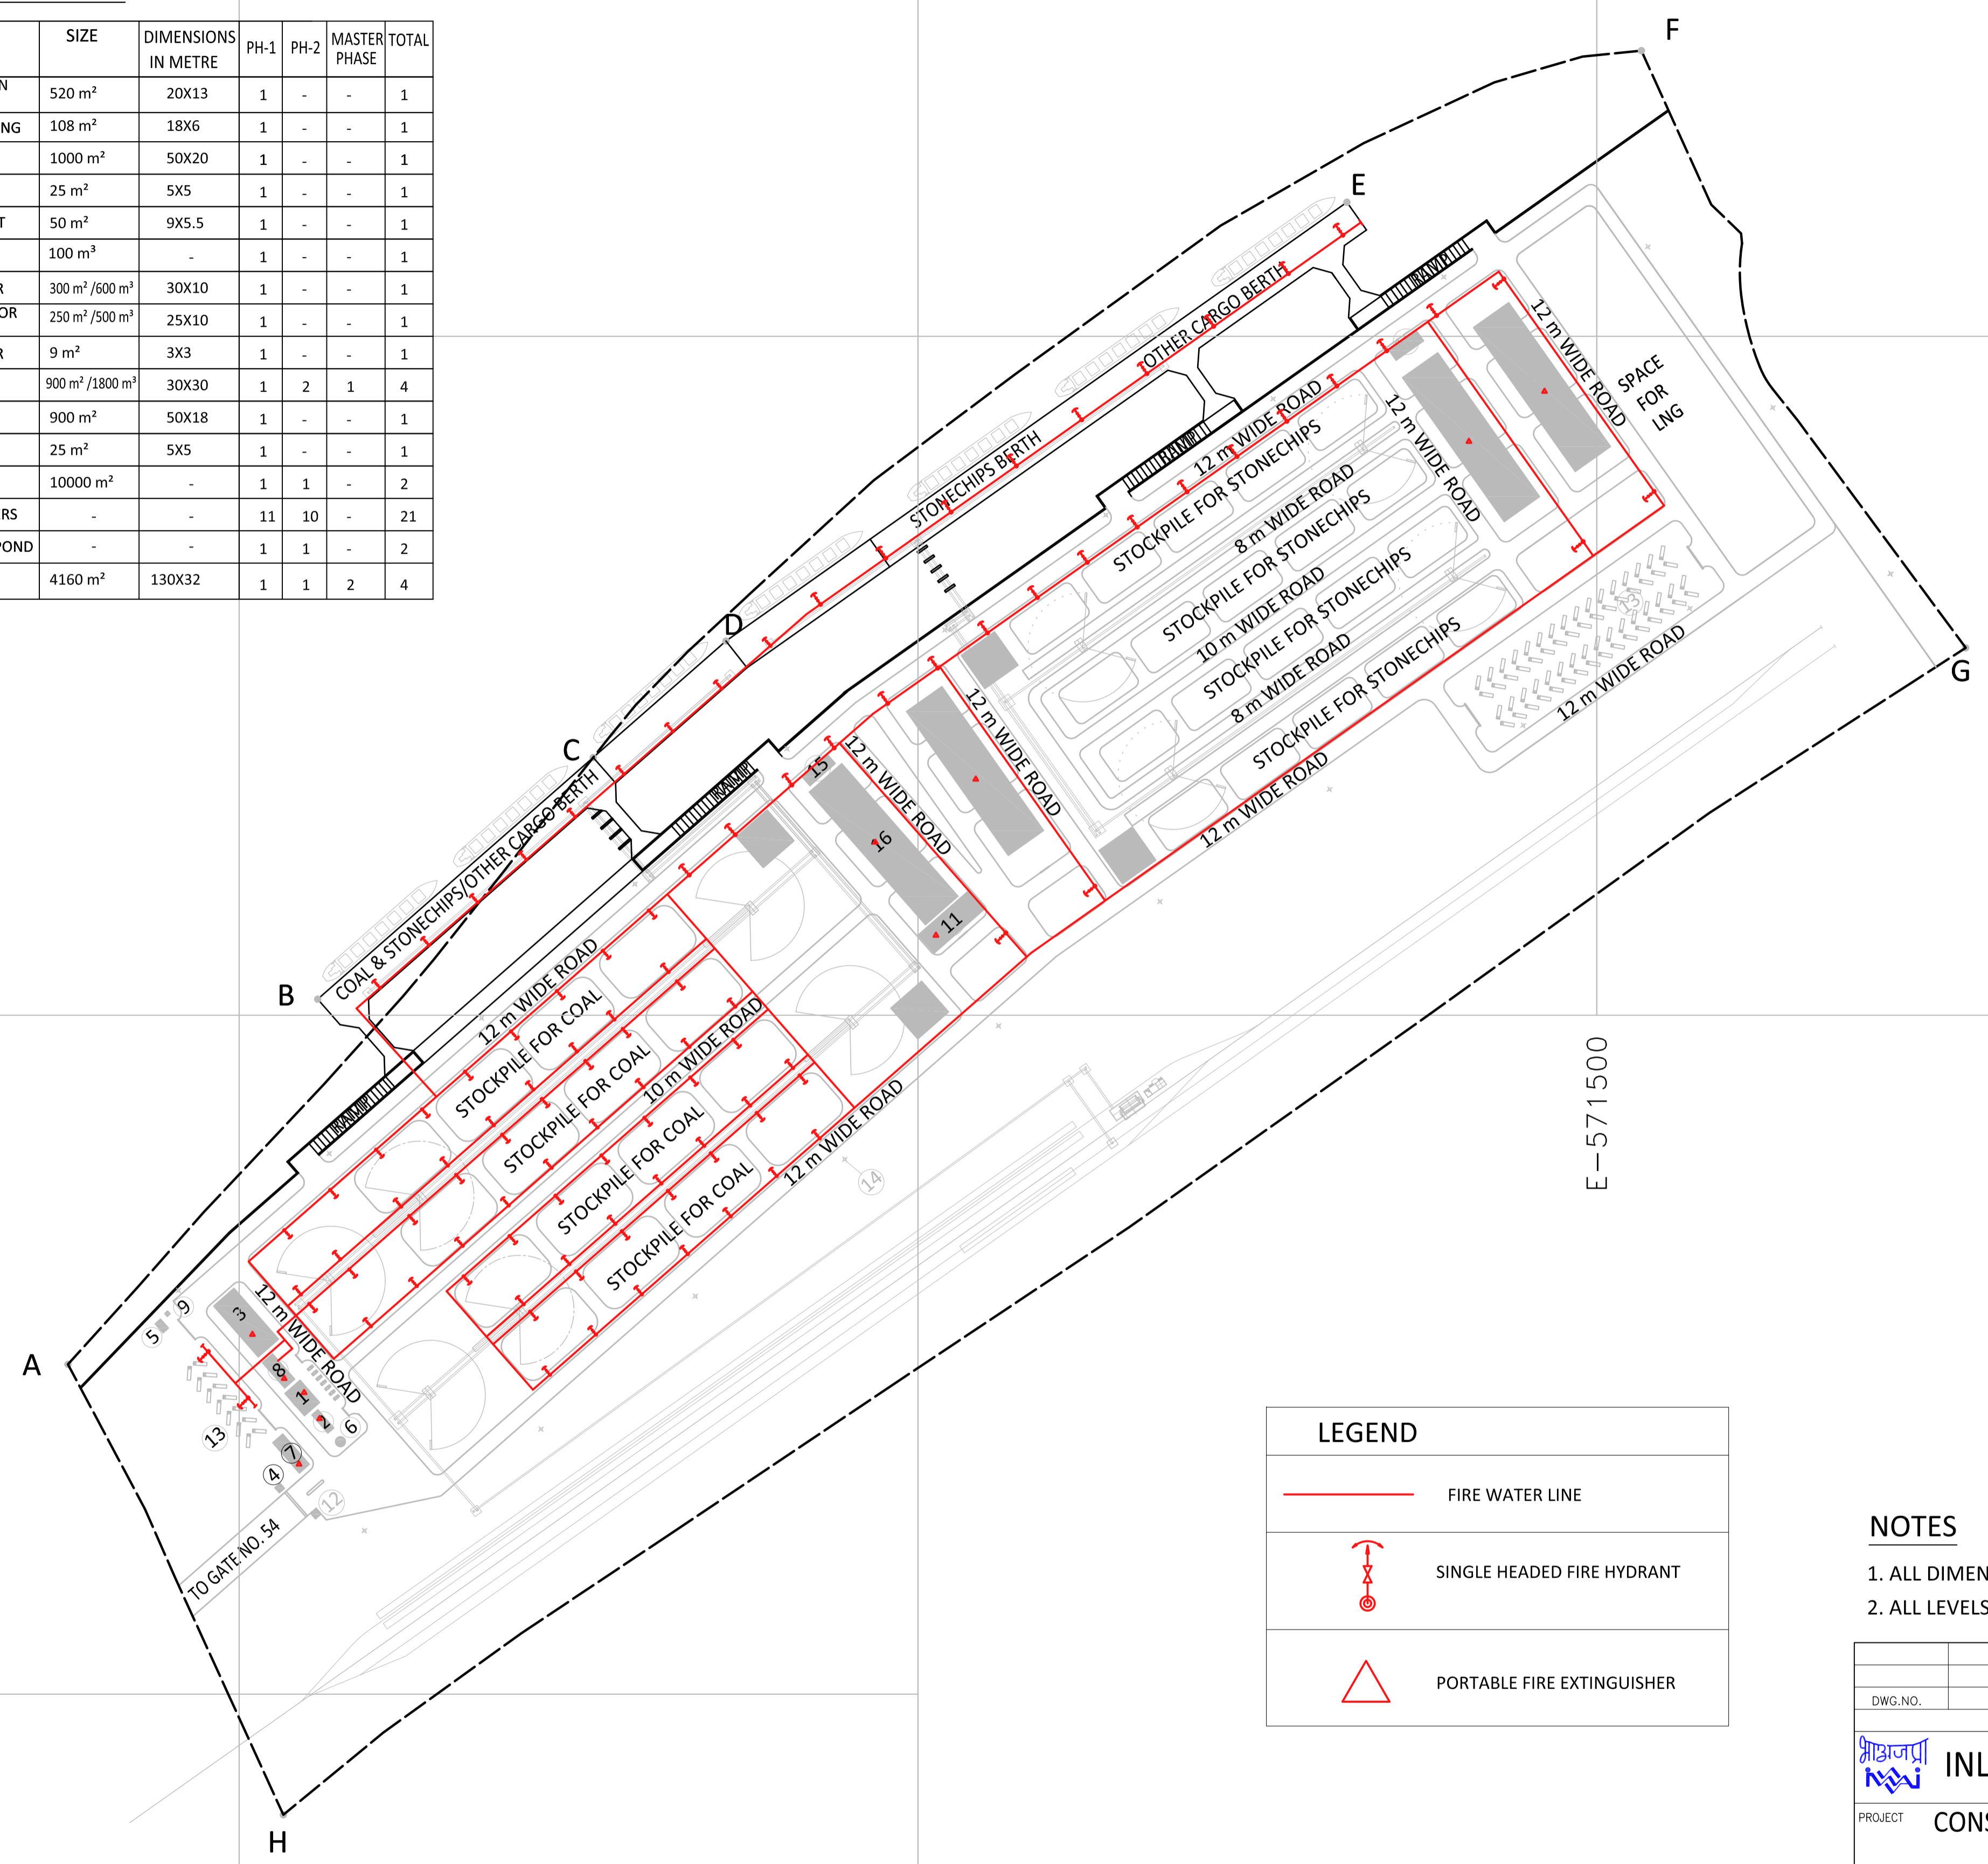 SIZE DIMENSIONS IN METRE PH-1 PH-2 MASTER PHASE TOTAL
N 520 m² 20X13 1 - - 1
NG 108 m² 18X6 1 - - 1
1000 m² 50X20 1 - - 1
25 m² 5X5 1 - - 1
T 50 m² 9X5.5 1 - - 1
100 m³ - 1 - - 1
R 300 m² /600 m³ 30X10 1 - - 1
OR 250 m² /500 m³ 25X10 1 - - 1
R 9 m² 3X3 1 - - 1
900 m² /1800 m³ 30X30 1 2 1 4
900 m² 50X18 1 - - 1
25 m² 5X5 1 - - 1
10000 m² - 1 1 - 2
ERS - - 11 10 - 21
POND - - 1 1 - 2
4160 m² 130X32 1 1 2 4
F
E
D
C
B
A
G
H
OTHER CARGO BERTH
STONECHIPS BERTH
COAL & STONECHIPS/OTHER CARGO BERTH
RAMP
RAMP
RAMP
RAMP
12 m WIDE ROAD
12 m WIDE ROAD
12 m WIDE ROAD
SPACE
FOR
LNG
STOCKPILE FOR STONECHIPS
8 m WIDE ROAD
STOCKPILE FOR STONECHIPS
10 m WIDE ROAD
STOCKPILE FOR STONECHIPS
8 m WIDE ROAD
STOCKPILE FOR STONECHIPS
12 m WIDE ROAD
13
12 m WIDE ROAD
12 m WIDE ROAD
12 m WIDE ROAD
15
16
11
12 m WIDE ROAD
STOCKPILE FOR COAL
STOCKPILE FOR COAL
10 m WIDE ROAD
STOCKPILE FOR COAL
STOCKPILE FOR COAL
12 m WIDE ROAD
14
12 m WIDE ROAD
9
5
3
8
1
2
6
13
7
4
12
TO GATE NO. 54
E-571500
LEGEND
FIRE WATER LINE
SINGLE HEADED FIRE HYDRANT
PORTABLE FIRE EXTINGUISHER
NOTES
1. ALL DIMEN
2. ALL LEVELS
DWG.NO.
भाअजप्रा
iwai
INL
PROJECT CONS